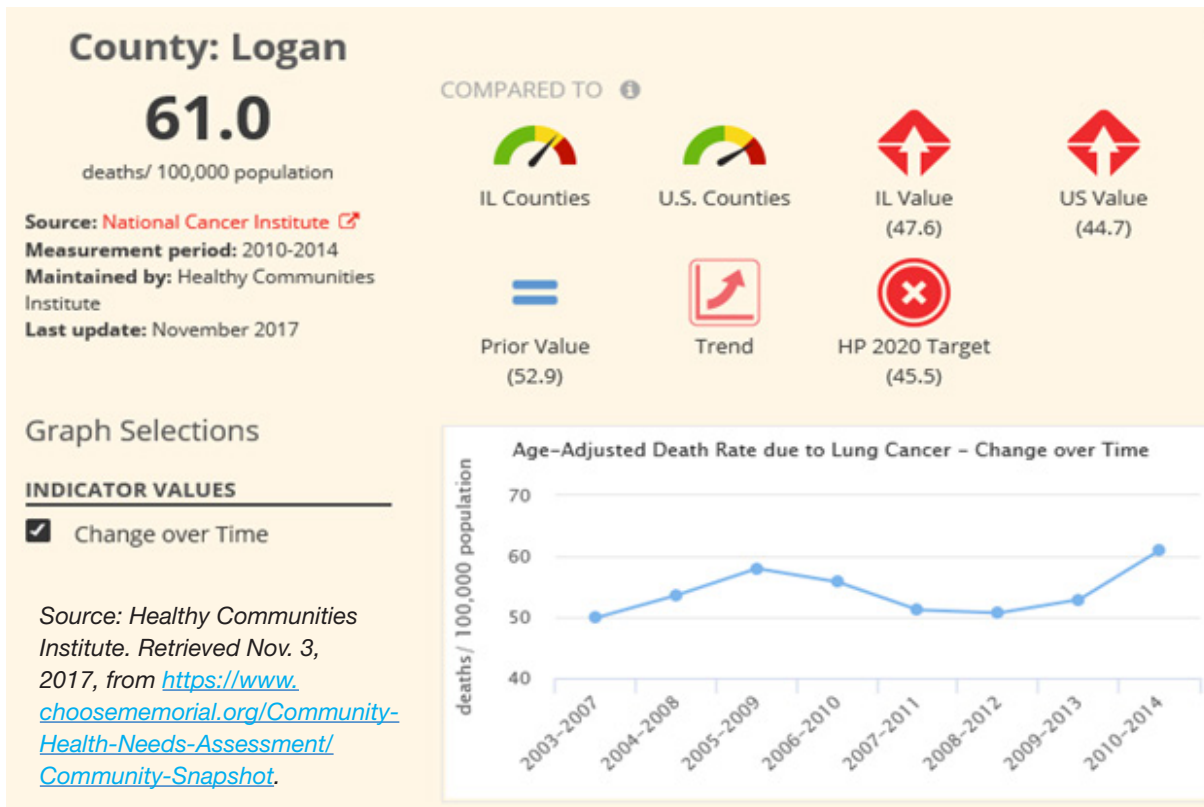 County: Logan
61.0
deaths/ 100,000 population
Source: National Cancer Institute
Measurement period: 2010-2014
Maintained by: Healthy Communities
Institute
Last update: November 2017
COMPARED TO
IL Counties
U.S. Counties
IL Value
(47.6)
US Value
(44.7)
Prior Value
(52.9)
Trend
HP 2020 Target
(45.5)
Graph Selections
INDICATOR VALUES
Change over Time
Source: Healthy Communities
Institute. Retrieved Nov. 3,
2017, from https://www.
choosememorial.org/Community-
Health-Needs-Assessment/
Community-Snapshot.
Age-Adjusted Death Rate due to Lung Cancer – Change over Time
deaths/ 100,000 population
70
60
50
40
2003-2007
2004-2008
2005-2009
2006-2010
2007-2011
2008-2012
2009-2013
2010-2014